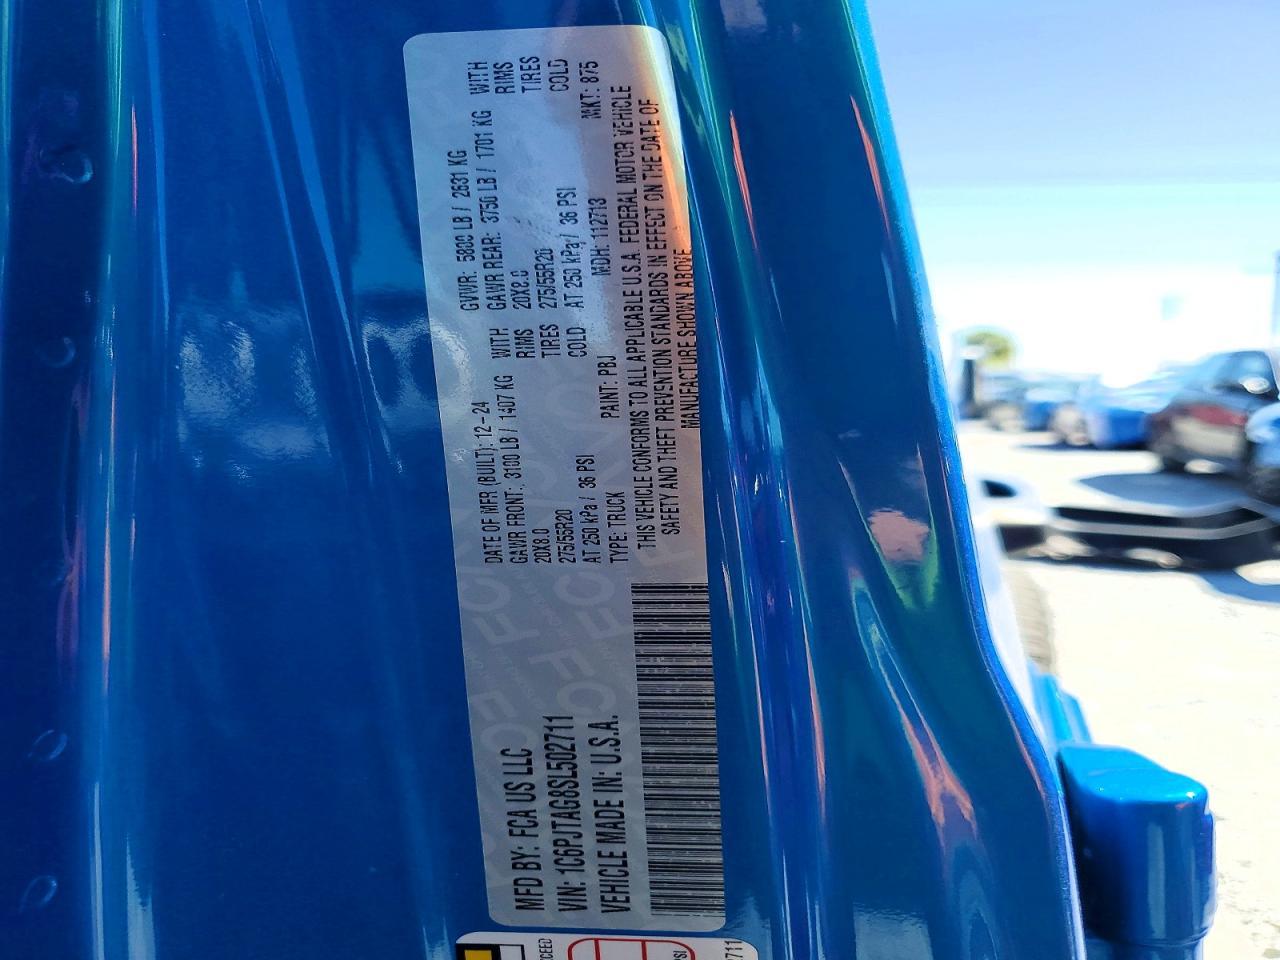 MFD BY: FCA US LLC
DATE OF MFR (BUILT): 12-24
GVWR: 5800 LB / 2631 KG
VIN: 1C6PJTAG8SL502711
GAWR FRONT: 3100 LB / 1407 KG WITH
GAWR REAR: 3750 LB / 1701 KG WITH
VEHICLE MADE IN: U.S.A.
20X8.0 RIMS
20X8.0 RIMS
275/55R20 TIRES
275/55R20 TIRES
AT 250 kPa / 36 PSI COLD
AT 250 kPa / 36 PSI COLD
TYPE: TRUCK PAINT: PBJ MDH: 112713 MKT: 875
THIS VEHICLE CONFORMS TO ALL APPLICABLE U.S.A. FEDERAL MOTOR VEHICLE
SAFETY AND THEFT PREVENTION STANDARDS IN EFFECT ON THE DATE OF
MANUFACTURE SHOWN ABOVE
XCEED
PSI
2711